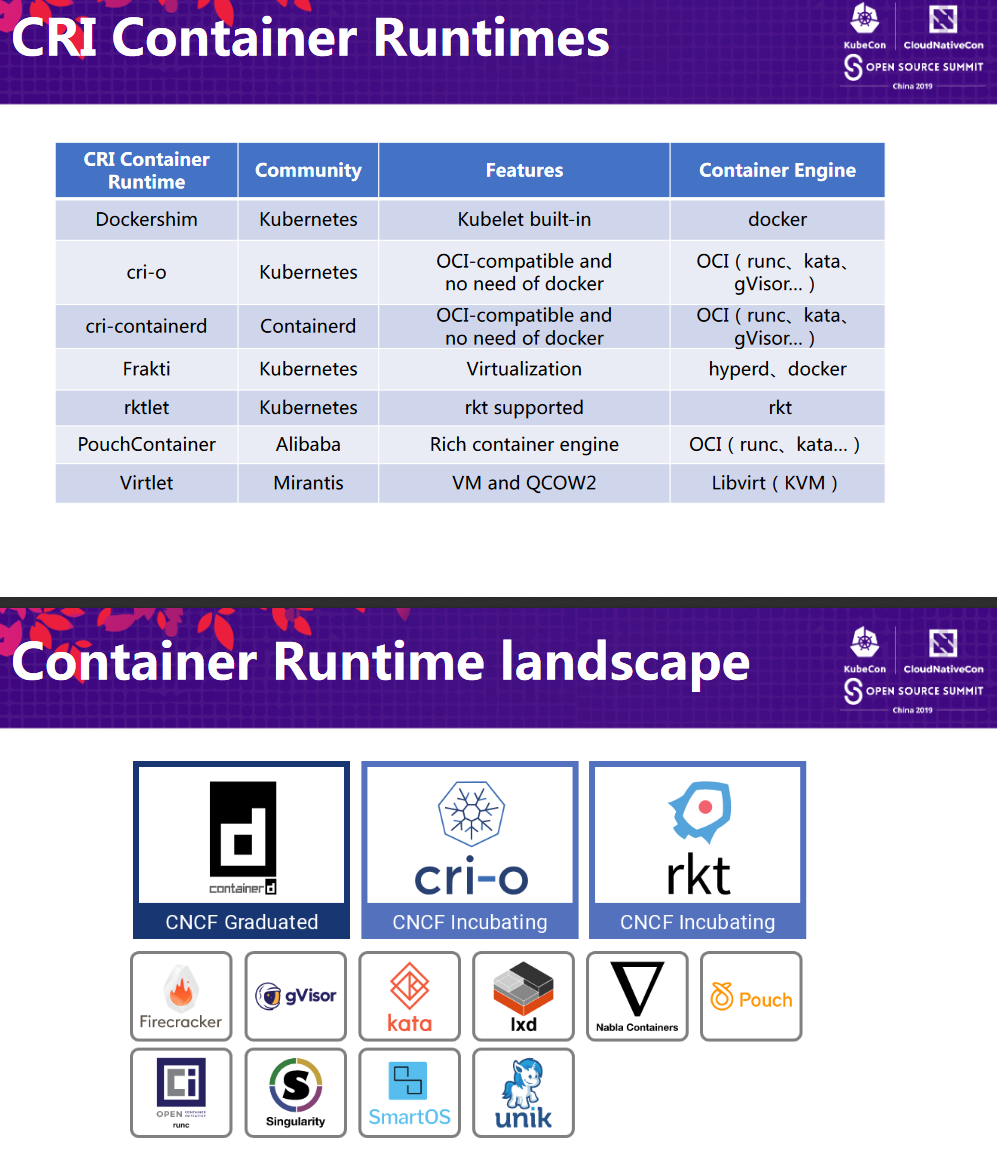 CRI Container Runtimes
KubeCon
CloudNativeCon
OPEN SOURCE SUMMIT
China 2019
CRI Container
Runtime
Community
Features
Container Engine
Dockershim
Kubernetes
Kubelet built-in
docker
cri-o
Kubernetes
OCI-compatible and
no need of docker
OCI（runc、kata、
gVisor…）
cri-containerd
Containerd
OCI-compatible and
no need of docker
OCI（runc、kata、
gVisor…）
Frakti
Kubernetes
Virtualization
hyperd、docker
rktlet
Kubernetes
rkt supported
rkt
PouchContainer
Alibaba
Rich container engine
OCI（runc、kata…）
Virtlet
Mirantis
VM and QCOW2
Libvirt（KVM）
Container Runtime landscape
KubeCon
CloudNativeCon
OPEN SOURCE SUMMIT
China 2019
containerd
CNCF Graduated
cri-o
CNCF Incubating
rkt
CNCF Incubating
Firecracker
gVisor
kata
lxd
Nabla Containers
Pouch
OPEN CONTAINER
INITIATIVE
runc
S
Singularity
SmartOS
unik